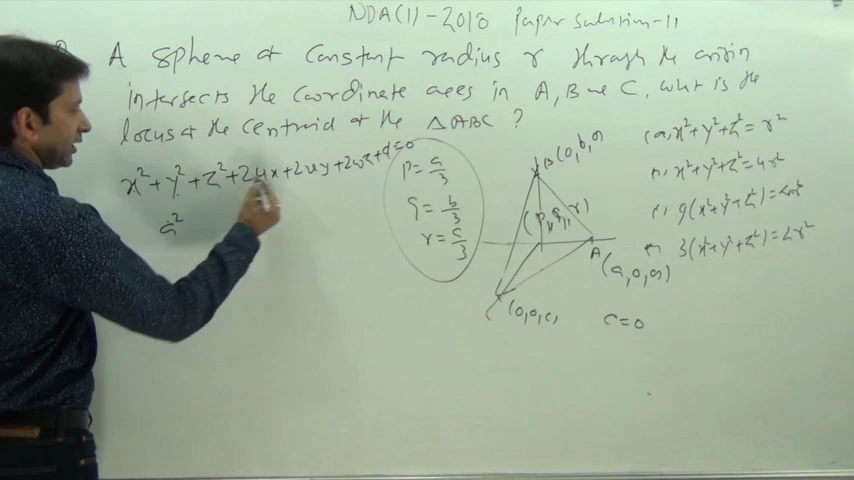 NDA(1)-2018 paper solution-11
A sphere of constant radius r through the origin
intersects the coordinate axes in A, B and C, what is the
locus of the centroid of the △ABC ?
x²+y²+z²+2ux+2vy+2wz+d=0
a²
p=a/3
q=b/3
r=c/3
B(0,b,0)
(p,q,r)
A
(a,0,0)
(0,0,c)
c=0
(a, x²+y²+z²=r²
x²+y²+z²=4r²
9(x²+y²+z²)=4r²
3(x²+y²+z²)=2r²